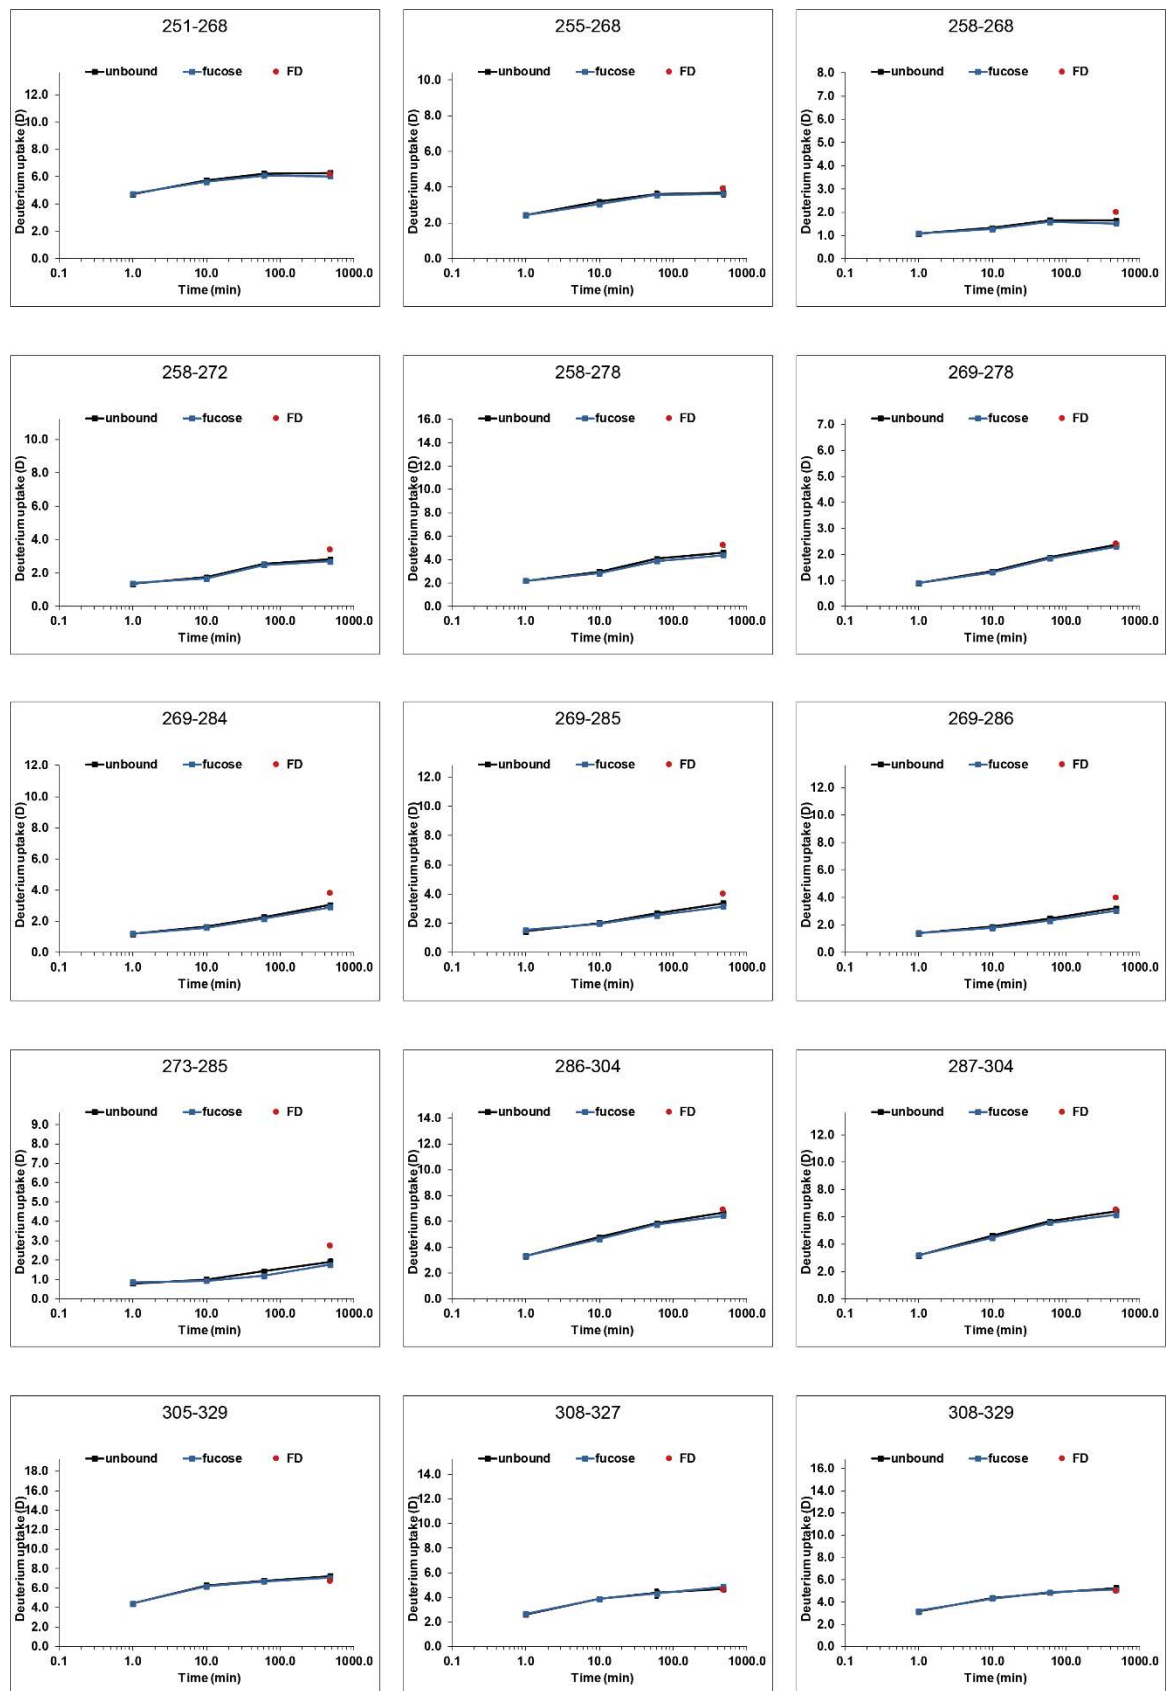 251-268
unbound fucose FD
Deuterium uptake (D)
12.0
10.0
8.0
6.0
4.0
2.0
0.0
0.1 1.0 10.0 100.0 1000.0
Time (min)
255-268
unbound fucose FD
Deuterium uptake (D)
10.0
8.0
6.0
4.0
2.0
0.0
0.1 1.0 10.0 100.0 1000.0
Time (min)
258-268
unbound fucose FD
Deuterium uptake (D)
8.0
7.0
6.0
5.0
4.0
3.0
2.0
1.0
0.0
0.1 1.0 10.0 100.0 1000.0
Time (min)
258-272
unbound fucose FD
Deuterium uptake (D)
10.0
8.0
6.0
4.0
2.0
0.0
0.1 1.0 10.0 100.0 1000.0
Time (min)
258-278
unbound fucose FD
Deuterium uptake (D)
16.0
14.0
12.0
10.0
8.0
6.0
4.0
2.0
0.0
0.1 1.0 10.0 100.0 1000.0
Time (min)
269-278
unbound fucose FD
Deuterium uptake (D)
7.0
6.0
5.0
4.0
3.0
2.0
1.0
0.0
0.1 1.0 10.0 100.0 1000.0
Time (min)
269-284
unbound fucose FD
Deuterium uptake (D)
12.0
10.0
8.0
6.0
4.0
2.0
0.0
0.1 1.0 10.0 100.0 1000.0
Time (min)
269-285
unbound fucose FD
Deuterium uptake (D)
12.0
10.0
8.0
6.0
4.0
2.0
0.0
0.1 1.0 10.0 100.0 1000.0
Time (min)
269-286
unbound fucose FD
Deuterium uptake (D)
12.0
10.0
8.0
6.0
4.0
2.0
0.0
0.1 1.0 10.0 100.0 1000.0
Time (min)
273-285
unbound fucose FD
Deuterium uptake (D)
9.0
8.0
7.0
6.0
5.0
4.0
3.0
2.0
1.0
0.0
0.1 1.0 10.0 100.0 1000.0
Time (min)
286-304
unbound fucose FD
Deuterium uptake (D)
14.0
12.0
10.0
8.0
6.0
4.0
2.0
0.0
0.1 1.0 10.0 100.0 1000.0
Time (min)
287-304
unbound fucose FD
Deuterium uptake (D)
12.0
10.0
8.0
6.0
4.0
2.0
0.0
0.1 1.0 10.0 100.0 1000.0
Time (min)
305-329
unbound fucose FD
Deuterium uptake (D)
18.0
16.0
14.0
12.0
10.0
8.0
6.0
4.0
2.0
0.0
0.1 1.0 10.0 100.0 1000.0
Time (min)
308-327
unbound fucose FD
Deuterium uptake (D)
14.0
12.0
10.0
8.0
6.0
4.0
2.0
0.0
0.1 1.0 10.0 100.0 1000.0
Time (min)
308-329
unbound fucose FD
Deuterium uptake (D)
16.0
14.0
12.0
10.0
8.0
6.0
4.0
2.0
0.0
0.1 1.0 10.0 100.0 1000.0
Time (min)